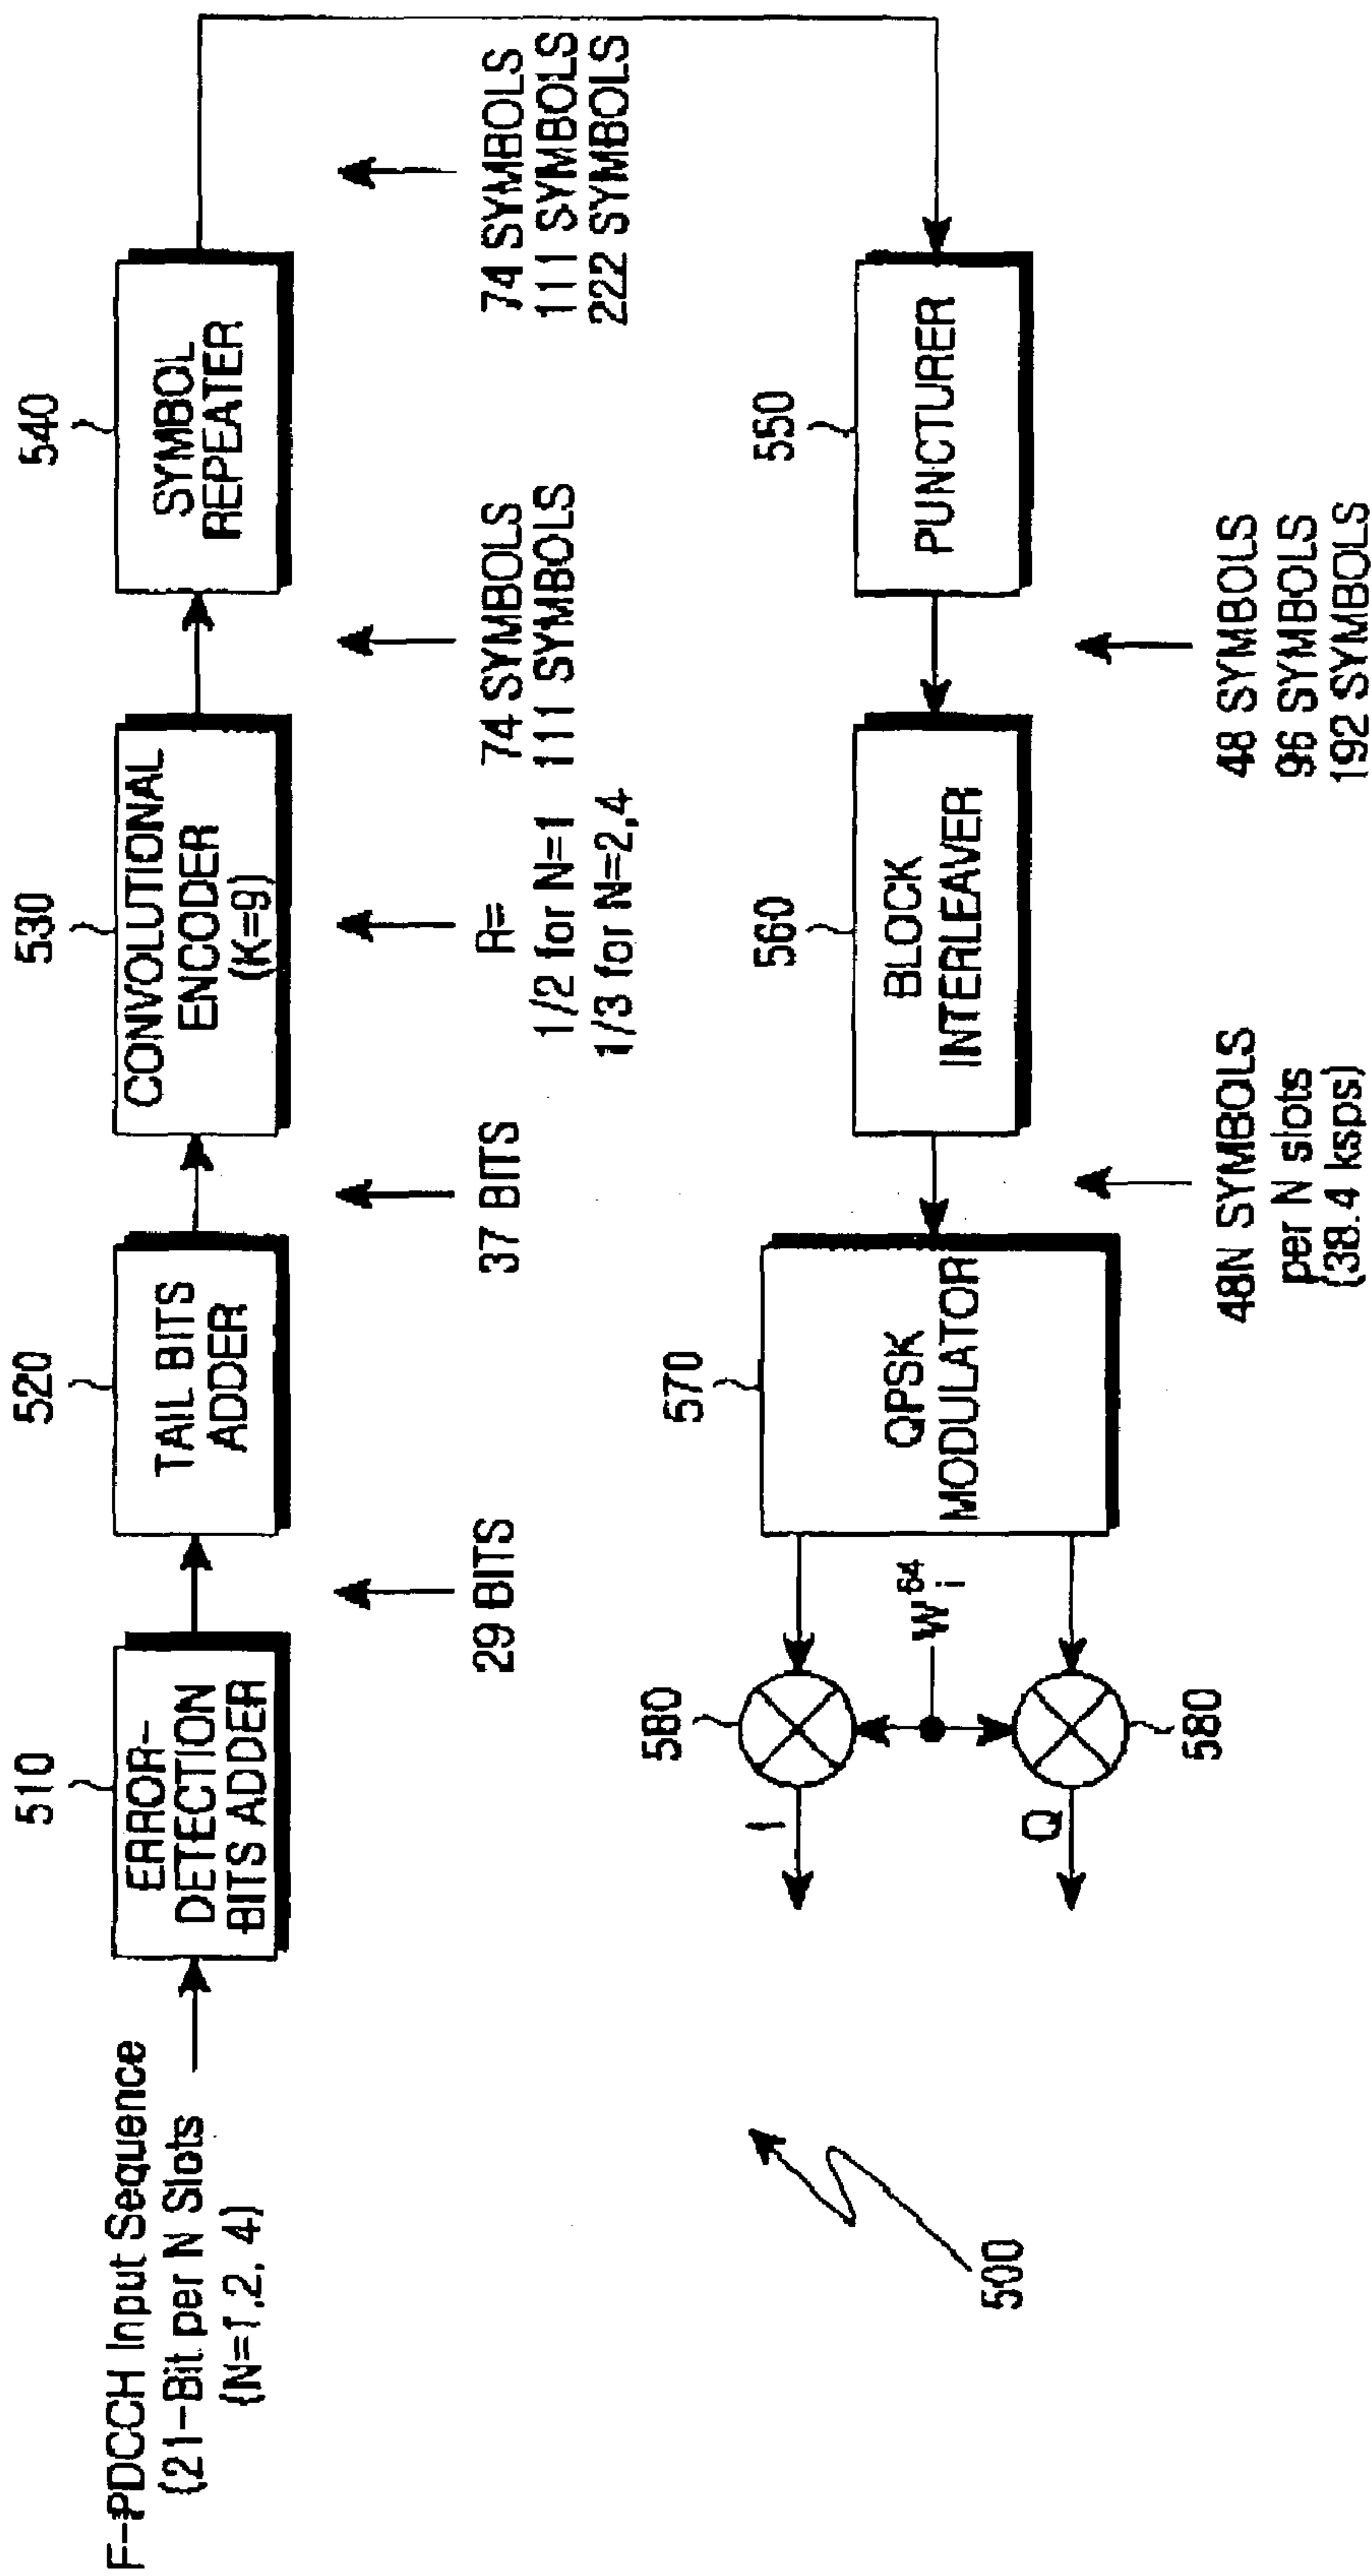 F-PDCCH Input Sequence
(21-Bit per N Slots
(N=1,2, 4)
510
ERROR-
DETECTION
BITS ADDER
29 BITS
520
TAIL BITS
ADDER
37 BITS
530
CONVOLUTIONAL
ENCODER
(K=9)
R=
1/2 for N=1
1/3 for N=2,4
74 SYMBOLS
111 SYMBOLS
540
SYMBOL
REPEATER
74 SYMBOLS
111 SYMBOLS
222 SYMBOLS
550
PUNCTURER
48 SYMBOLS
96 SYMBOLS
192 SYMBOLS
560
BLOCK
INTERLEAVER
48N SYMBOLS
per N slots
(38.4 ksps)
570
QPSK
MODULATOR
W 64 i
580
I
580
Q
500